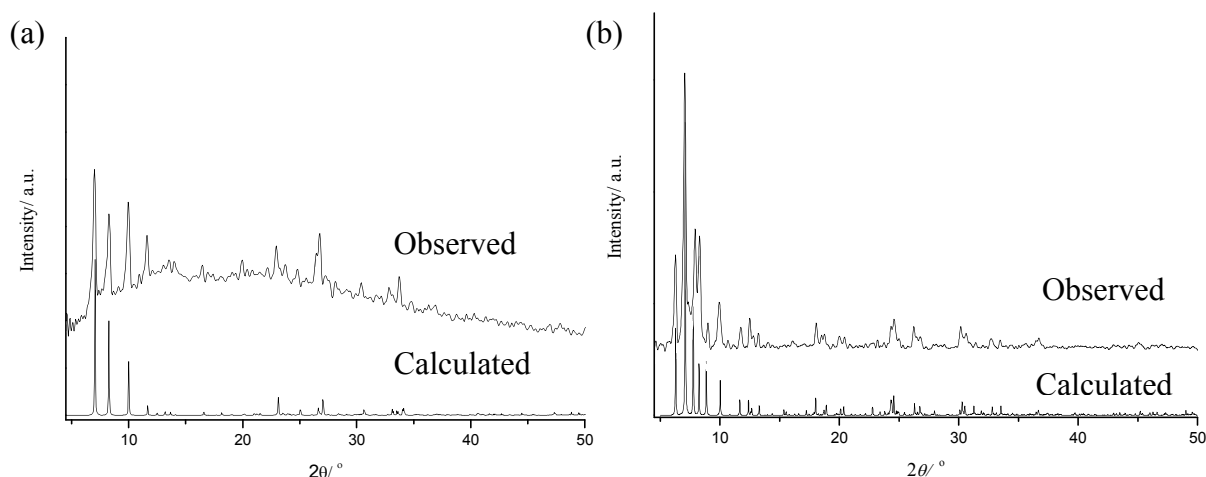 (a)
Intensity/ a.u.
Observed
Calculated
10
20
30
40
50
2θ/ °
(b)
Intensity/ a.u.
Observed
Calculated
10
20
30
40
50
2θ/ °